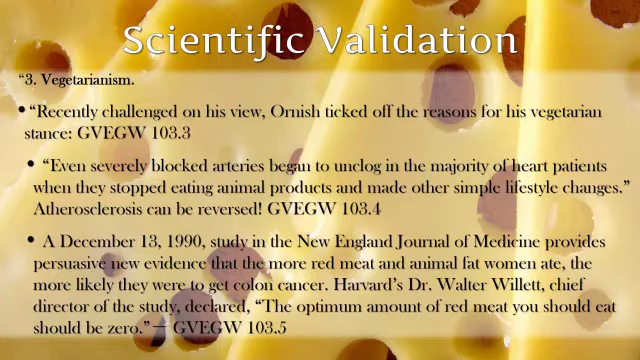 Scientific Validation
“3. Vegetarianism.
• “Recently challenged on his view, Ornish ticked off the reasons for his vegetarian
stance: GVEGW 103.3
• “Even severely blocked arteries began to unclog in the majority of heart patients
when they stopped eating animal products and made other simple lifestyle changes.”
Atherosclerosis can be reversed! GVEGW 103.4
• A December 13, 1990, study in the New England Journal of Medicine provides
persuasive new evidence that the more red meat and animal fat women ate, the
more likely they were to get colon cancer. Harvard’s Dr. Walter Willett, chief
director of the study, declared, “The optimum amount of red meat you should eat
should be zero.”— GVEGW 103.5